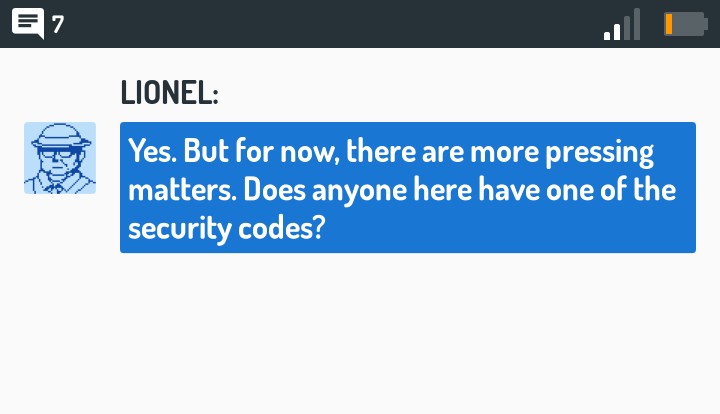 7
LIONEL:
Yes. But for now, there are more pressing
matters. Does anyone here have one of the
security codes?